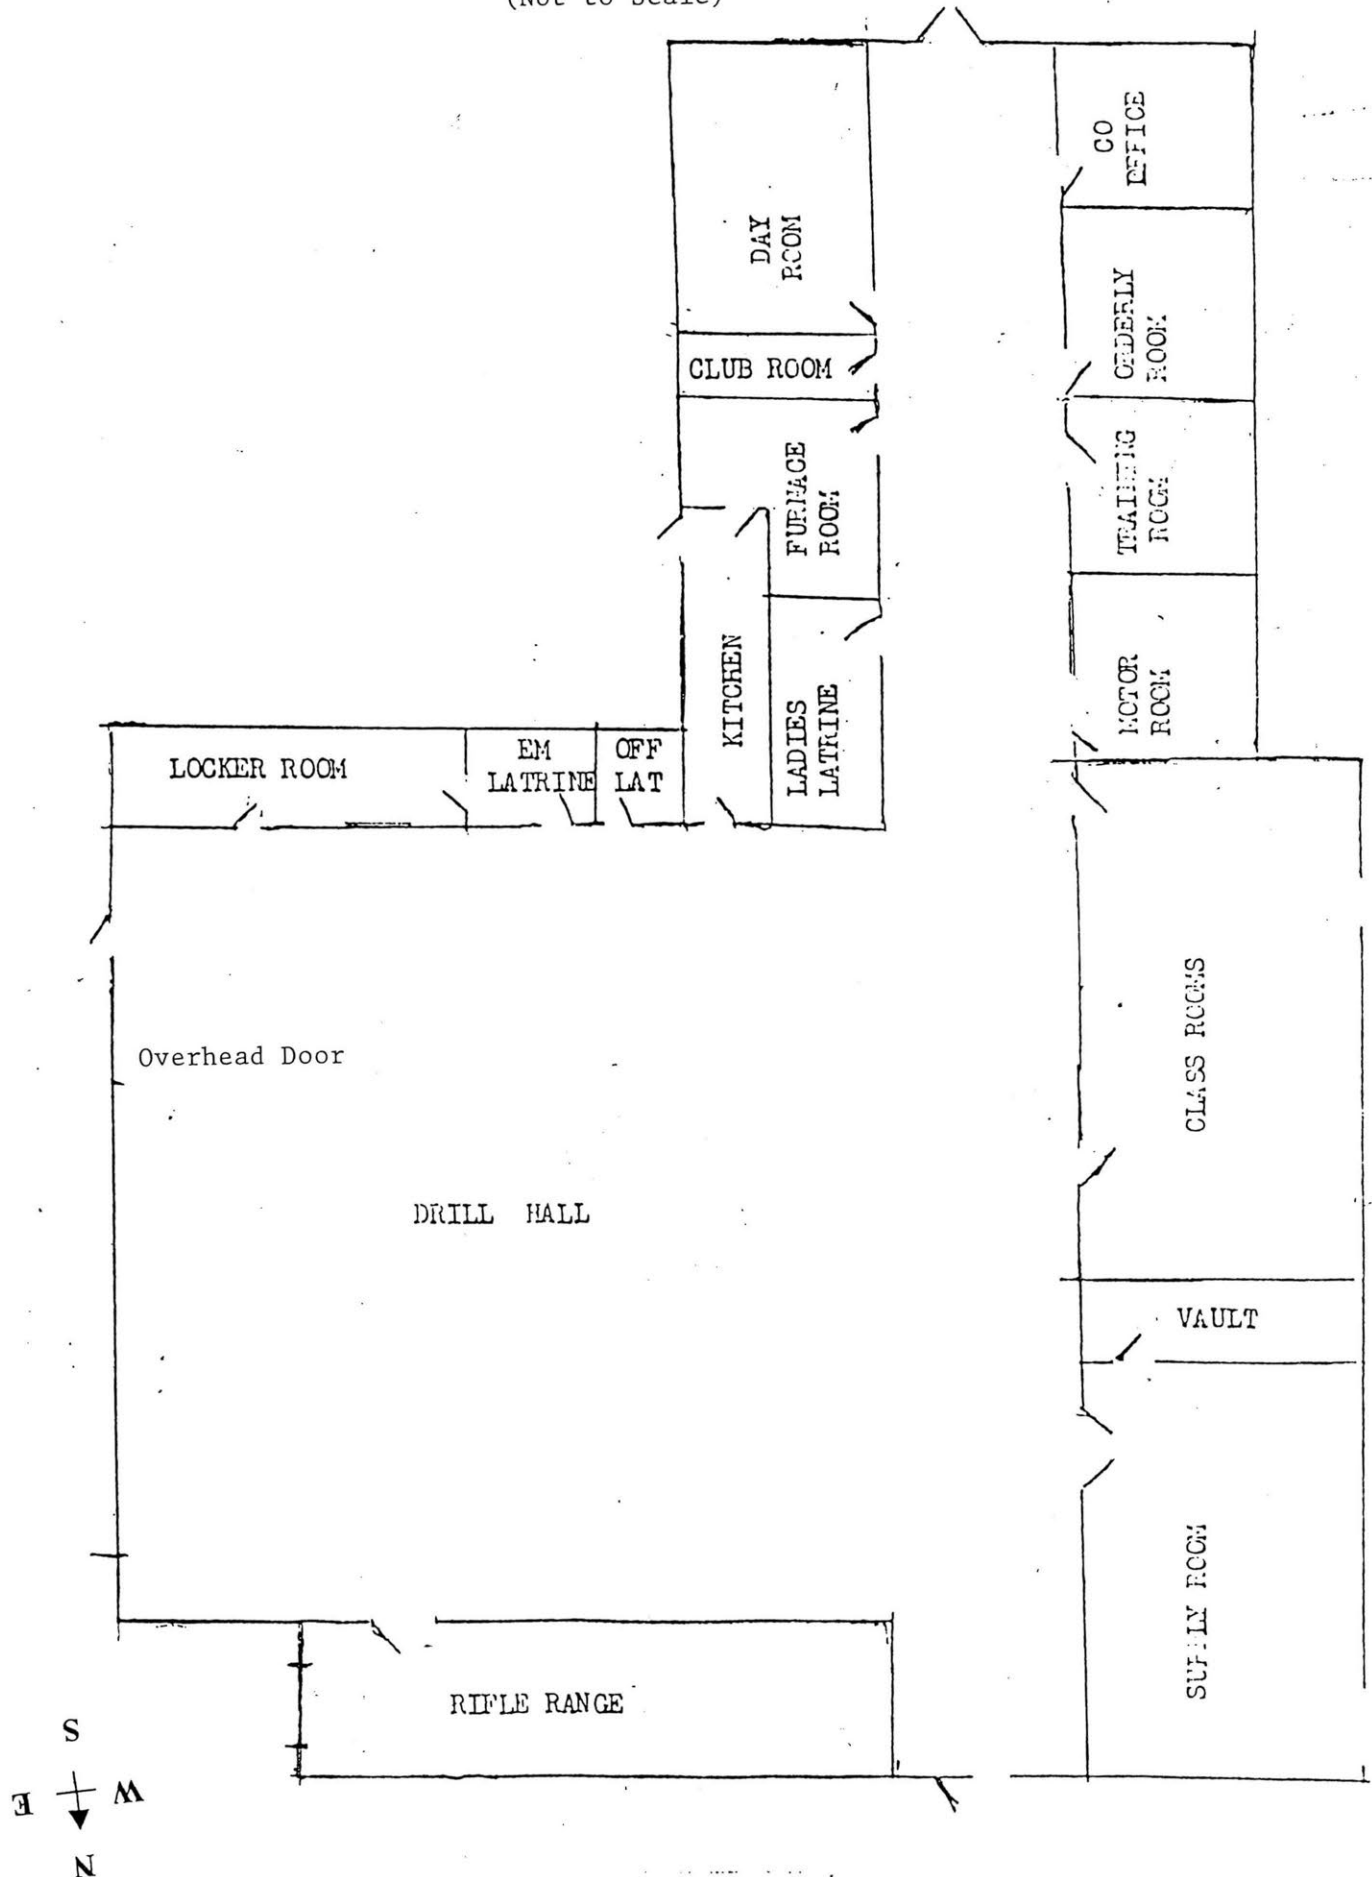 (Not to Scale)
CO
OFFICE
DAY
ROOM
ORDERLY
ROOM
CLUB ROOM
FURNACE
ROOM
TRAINING
ROOM
KITCHEN
LADIES
LATRINE
MOTOR
ROOM
LOCKER ROOM
EM
LATRINE
OFF
LAT
CLASS ROOMS
Overhead Door
DRILL HALL
VAULT
SUPPLY ROOM
RIFLE RANGE
S
E
W
N